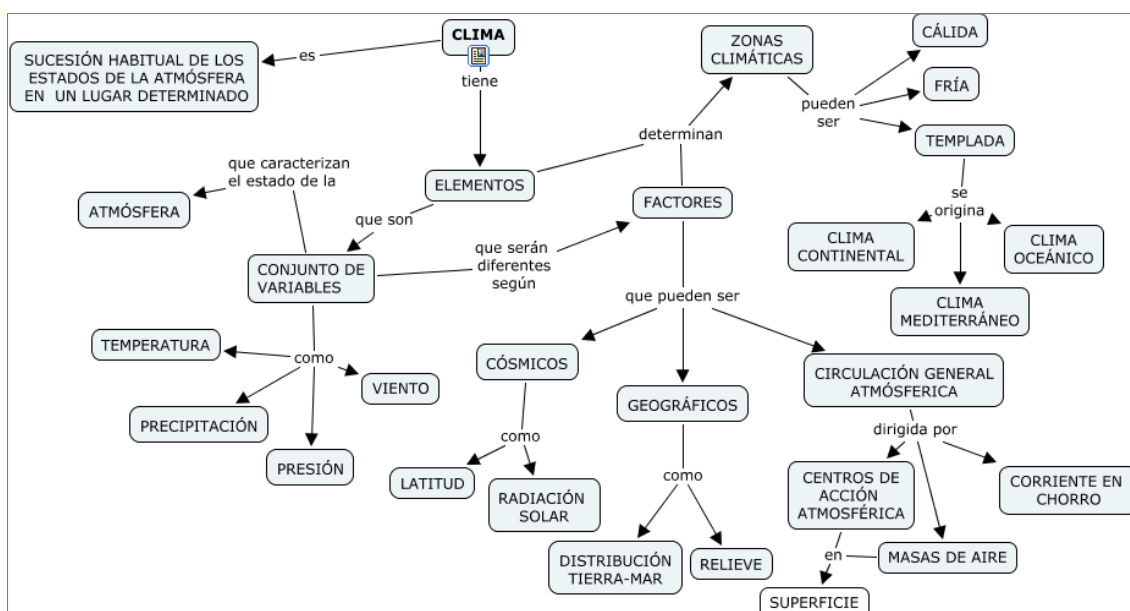 CLIMA
es
SUCESIÓN HABITUAL DE LOS
ESTADOS DE LA ATMÓSFERA
EN UN LUGAR DETERMINADO
tiene
ELEMENTOS
determinan
ZONAS
CLIMÁTICAS
pueden
ser
CÁLIDA
FRÍA
TEMPLADA
se
origina
CLIMA
CONTINENTAL
CLIMA
OCEÁNICO
CLIMA
MEDITERRÁNEO
que son
CONJUNTO DE
VARIABLES
que caracterizan
el estado de la
ATMÓSFERA
que serán
diferentes
según
FACTORES
como
TEMPERATURA
PRECIPITACIÓN
PRESIÓN
VIENTO
que pueden ser
CÓSMICOS
como
LATITUD
RADIACIÓN
SOLAR
GEOGRÁFICOS
como
DISTRIBUCIÓN
TIERRA-MAR
RELIEVE
CIRCULACIÓN GENERAL
ATMÓSFERICA
dirigida por
CENTROS DE
ACCIÓN
ATMOSFÉRICA
MASAS DE AIRE
CORRIENTE EN
CHORRO
en
SUPERFICIE